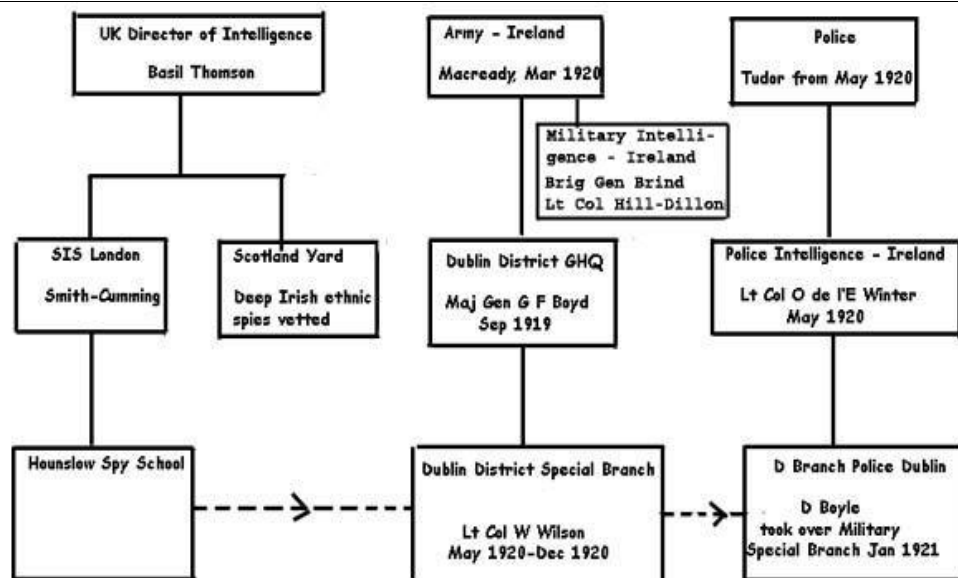 UK Director of Intelligence
Basil Thomson
Army - Ireland
Macready, Mar 1920
Police
Tudor from May 1920
Military Intelli-
gence - Ireland
Brig Gen Brind
Lt Col Hill-Dillon
SIS London
Smith-Cumming
Scotland Yard
Deep Irish ethnic
spies vetted
Dublin District GHQ
Maj Gen G F Boyd
Sep 1919
Police Intelligence - Ireland
Lt Col O de l'E Winter
May 1920
Hounslow Spy School
Dublin District Special Branch
Lt Col W Wilson
May 1920-Dec 1920
D Branch Police Dublin
D Boyle
took over Military
Special Branch Jan 1921